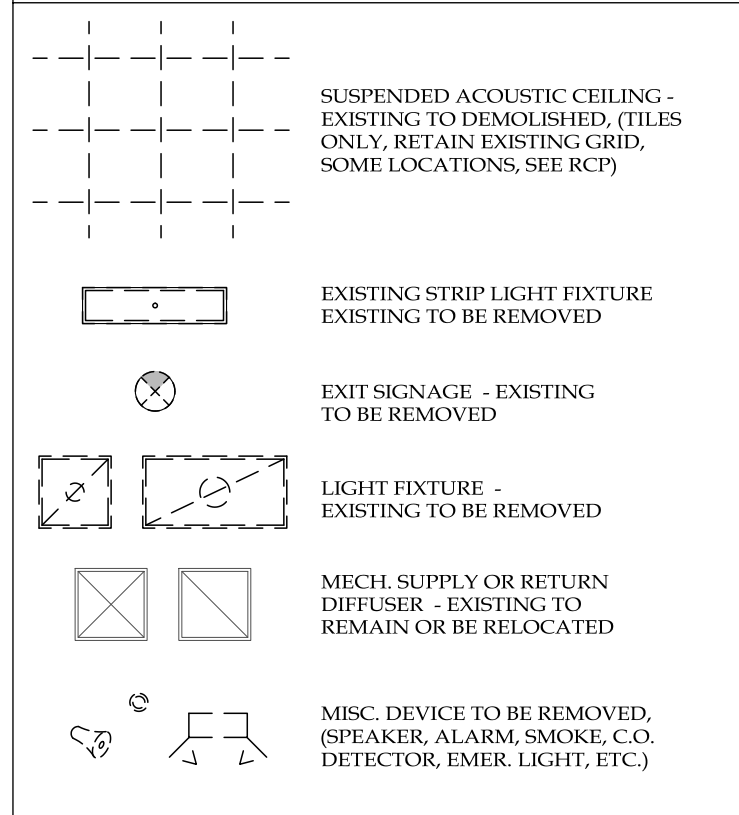 SUSPENDED ACOUSTIC CEILING -
EXISTING TO DEMOLISHED, (TILES
ONLY, RETAIN EXISTING GRID,
SOME LOCATIONS, SEE RCP)
EXISTING STRIP LIGHT FIXTURE
EXISTING TO BE REMOVED
EXIT SIGNAGE - EXISTING
TO BE REMOVED
LIGHT FIXTURE -
EXISTING TO BE REMOVED
MECH. SUPPLY OR RETURN
DIFFUSER - EXISTING TO
REMAIN OR BE RELOCATED
MISC. DEVICE TO BE REMOVED,
(SPEAKER, ALARM, SMOKE, C.O.
DETECTOR, EMER. LIGHT, ETC.)